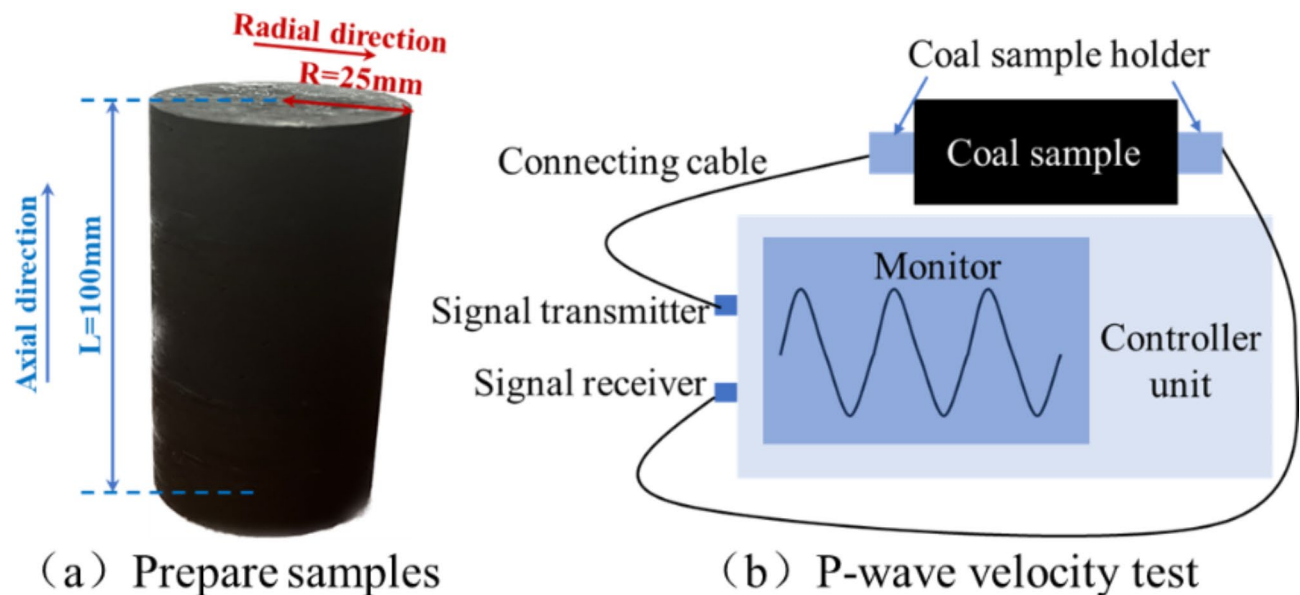 Radial direction
R=25mm
Axial direction
L=100mm
(a) Prepare samples
Coal sample holder
Connecting cable
Coal sample
Monitor
Signal transmitter
Signal receiver
Controller
unit
(b) P-wave velocity test